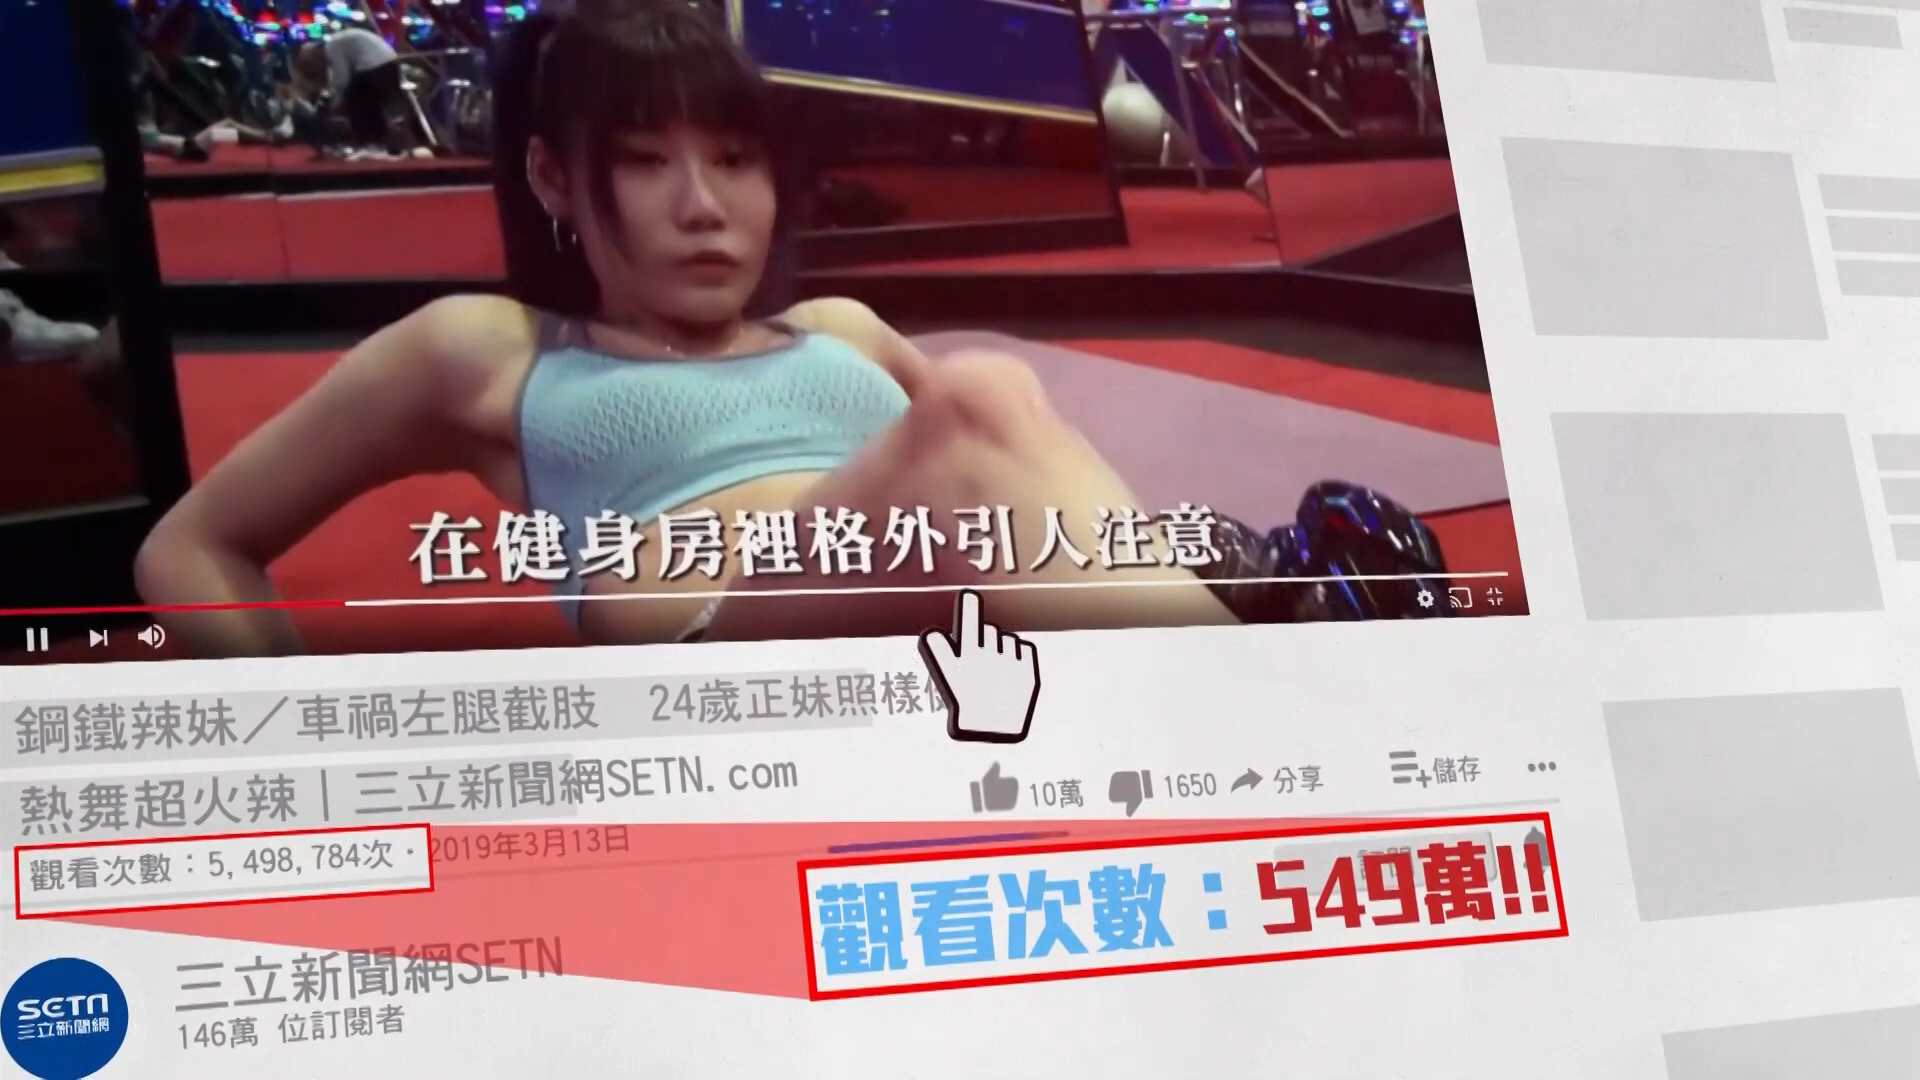 在健身房裡格外引人注意
鋼鐵辣妹／車禍左腿截肢 24歲正妹照樣
熱舞超火辣｜三立新聞網SETN.com
10萬 1650 分享 儲存
觀看次數：5,498,784次・2019年3月13日
觀看次數：549萬!!
三立新聞網SETN
146萬 位訂閱者
SETN
三立新聞網